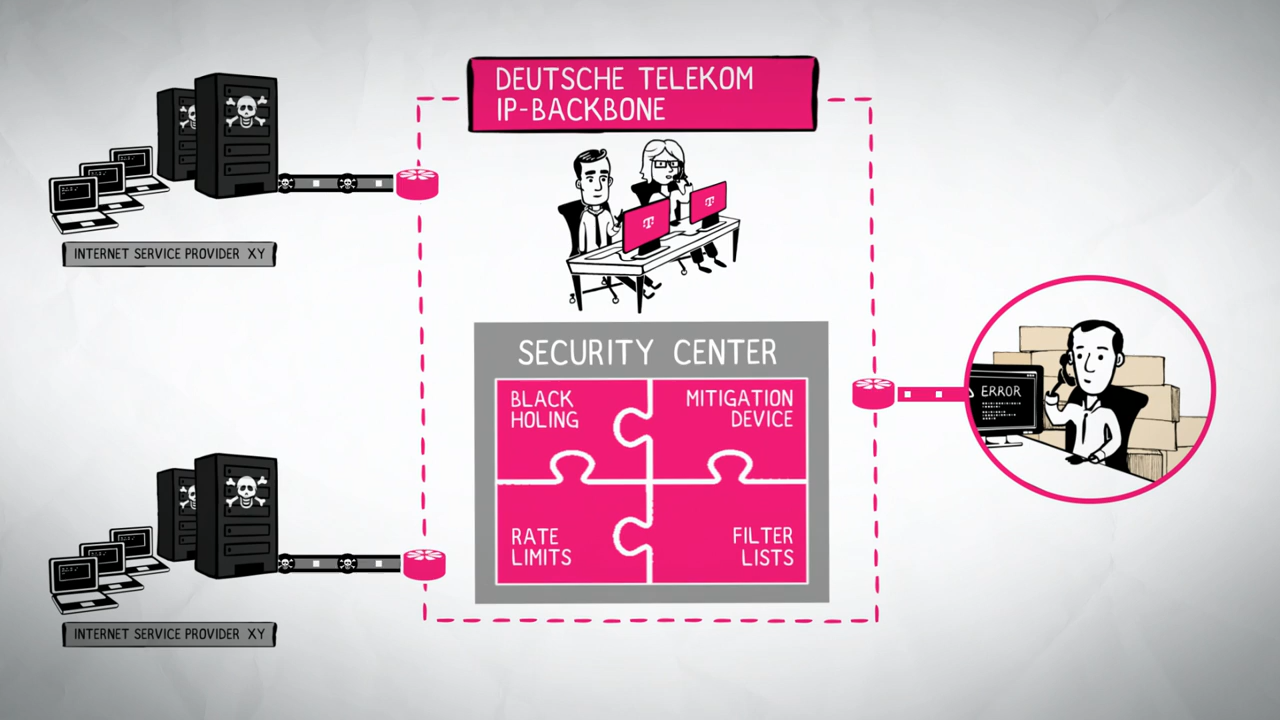 DEUTSCHE TELEKOM
IP-BACKBONE
INTERNET SERVICE PROVIDER XY
T
T
SECURITY CENTER
BLACK
HOLING
MITIGATION
DEVICE
RATE
LIMITS
FILTER
LISTS
ERROR
INTERNET SERVICE PROVIDER XY